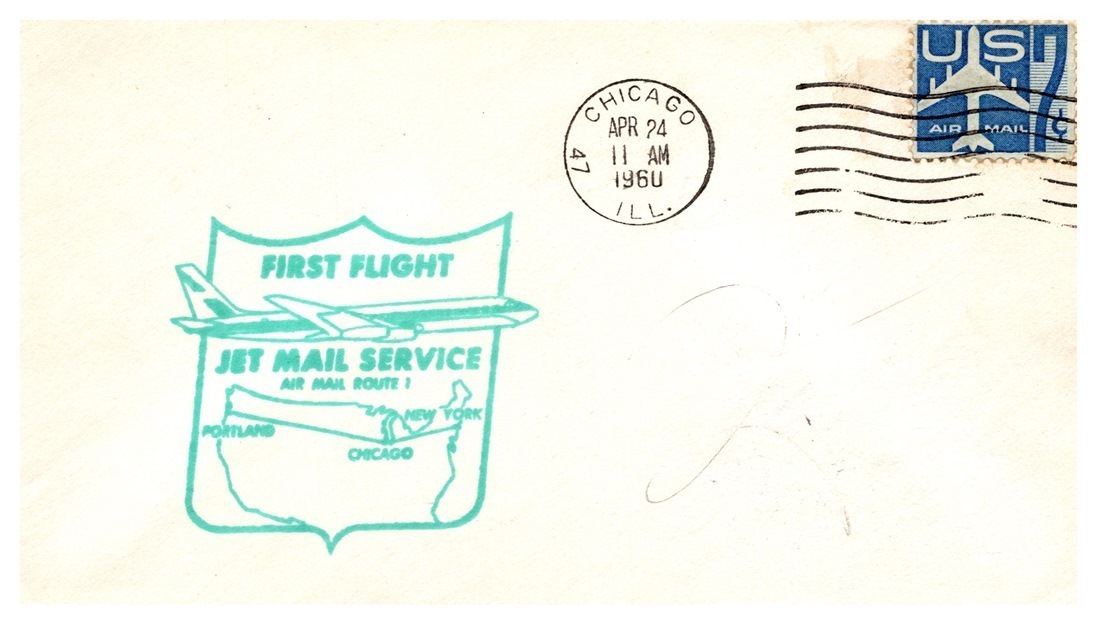 US 7¢
AIR MAIL
CHICAGO
APR 24
11 AM
1960
47
ILL.
FIRST FLIGHT
JET MAIL SERVICE
AIR MAIL ROUTE 1
NEW YORK
PORTLAND
CHICAGO